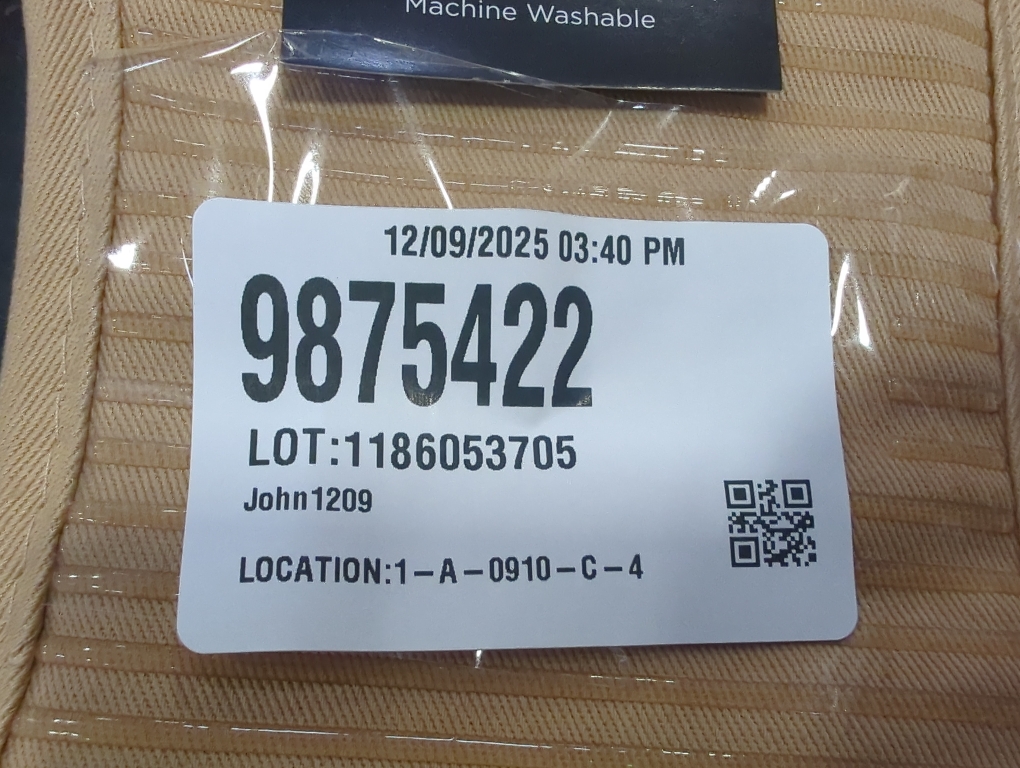 Machine Washable
12/09/2025 03:40 PM
9875422
LOT:1186053705
John1209
LOCATION:1-A-0910-C-4